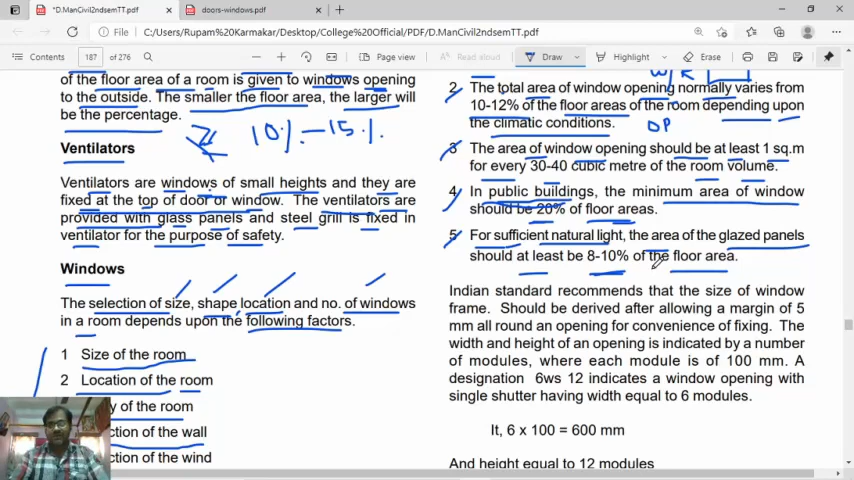 *D.ManCivil2ndsemTT.pdf
doors-windows.pdf
File
C:/Users/Rupam%20Karmakar/Desktop/College%20Official/PDF/D.ManCivil2ndsemTT.pdf
Contents
187
of 276
Page view
Read aloud
Draw
Highlight
Erase
of the floor area of a room is given to windows opening
to the outside. The smaller the floor area, the larger will
be the percentage.
10% - 15%.
Ventilators
Ventilators are windows of small heights and they are
fixed at the top of door or window. The ventilators are
provided with glass panels and steel grill is fixed in
ventilator for the purpose of safety.
Windows
The selection of size, shape, location and no. of windows
in a room depends upon the following factors.
1 Size of the room
2 Location of the room
y of the room
ction of the wall
ction of the wind
W/R
2 The total area of window opening normally varies from
10-12% of the floor areas of the room depending upon
the climatic conditions.
OP
3 The area of window opening should be at least 1 sq.m
for every 30-40 cubic metre of the room volume.
4 In public buildings, the minimum area of window
should be 20% of floor areas.
5 For sufficient natural light, the area of the glazed panels
should at least be 8-10% of the floor area.
Indian standard recommends that the size of window
frame. Should be derived after allowing a margin of 5
mm all round an opening for convenience of fixing. The
width and height of an opening is indicated by a number
of modules, where each module is of 100 mm. A
designation 6ws 12 indicates a window opening with
single shutter having width equal to 6 modules.
It, 6 x 100 = 600 mm
And height equal to 12 modules